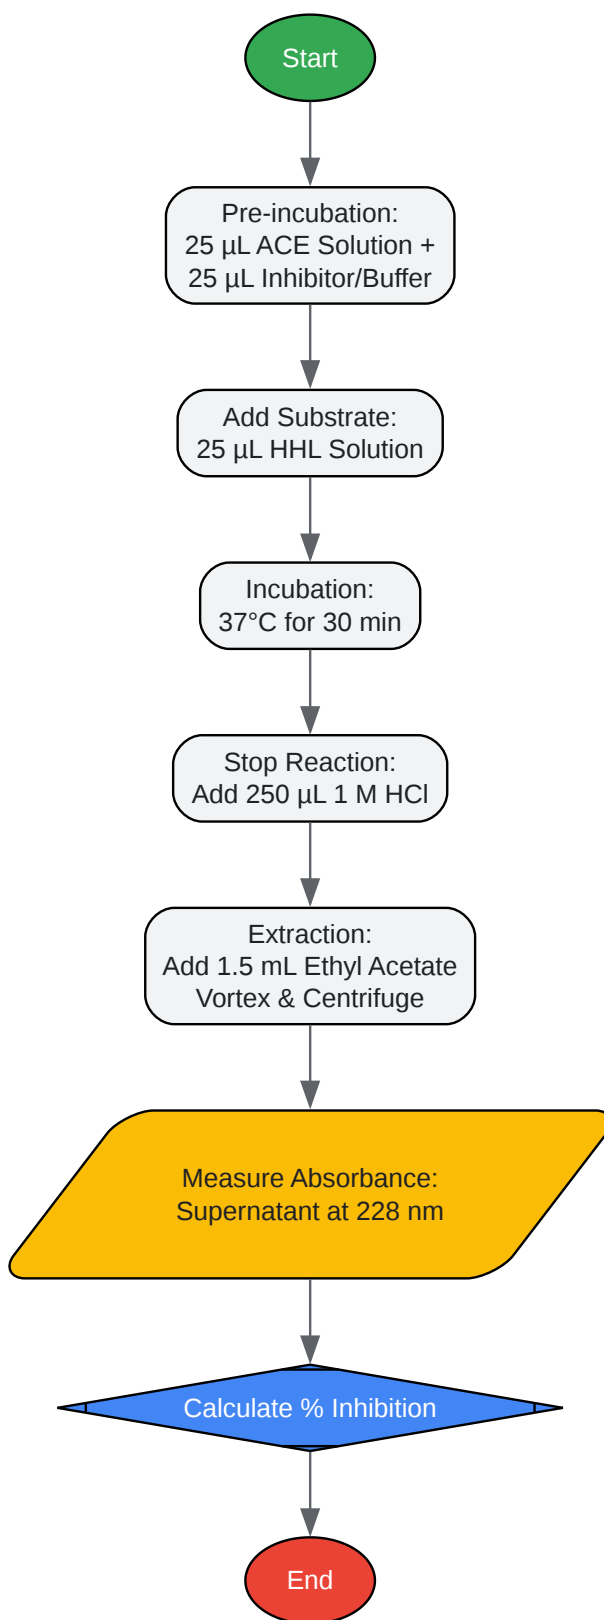 Start
Pre-incubation:
25 µL ACE Solution +
25 µL Inhibitor/Buffer
Add Substrate:
25 µL HHL Solution
Incubation:
37°C for 30 min
Stop Reaction:
Add 250 µL 1 M HCl
Extraction:
Add 1.5 mL Ethyl Acetate
Vortex & Centrifuge
Measure Absorbance:
Supernatant at 228 nm
Calculate % Inhibition
End